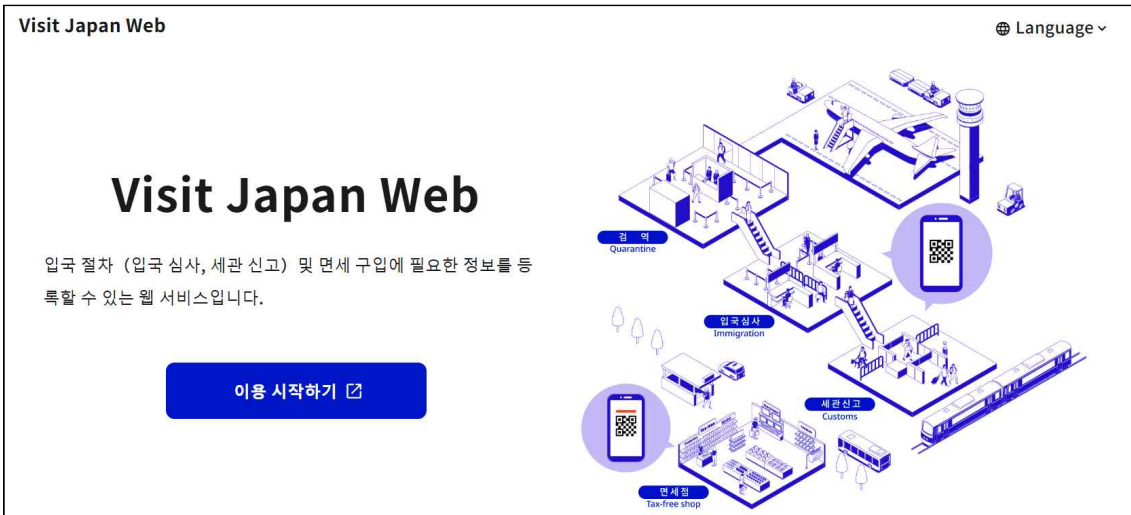 Visit Japan Web
Language
Visit Japan Web
입국 절차 (입국 심사, 세관 신고) 및 면세 구입에 필요한 정보를 등
록할 수 있는 웹 서비스입니다.
이용 시작하기
검 역
Quarantine
입국심사
Immigration
세관신고
Customs
면세점
Tax-free shop